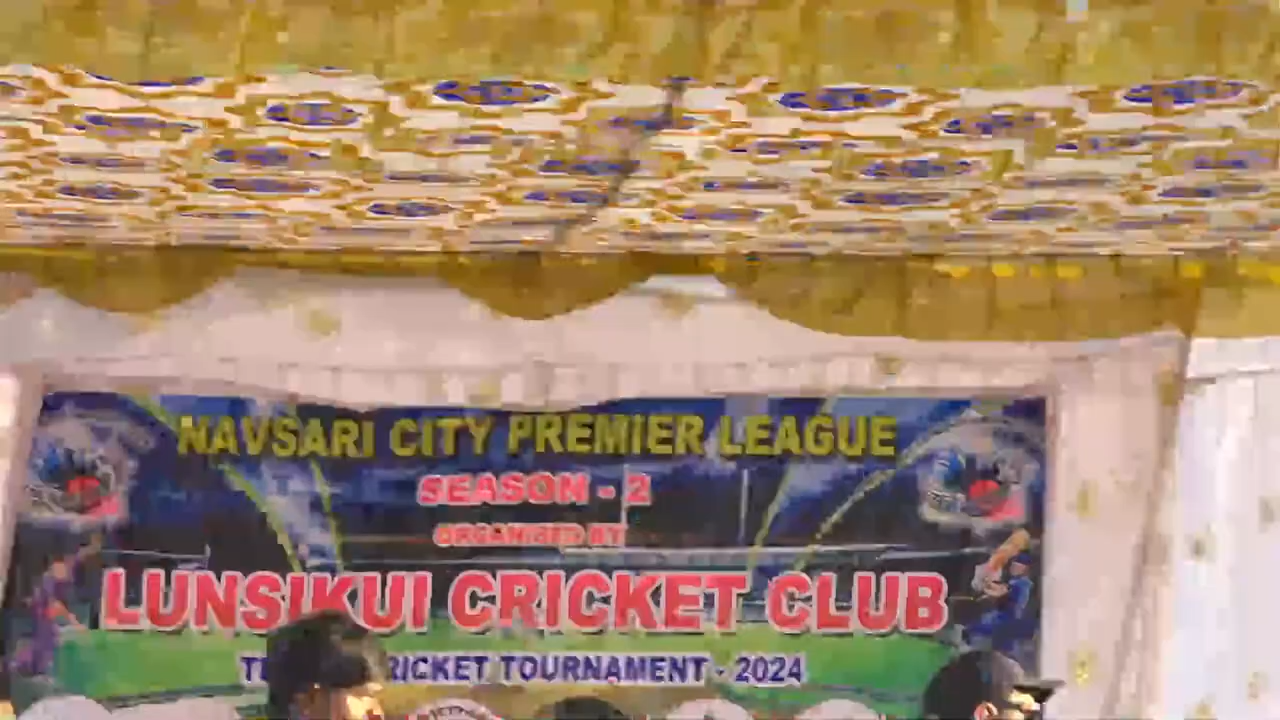 NAVSARI CITY PREMIER LEAGUE
SEASON - 2
ORGANISED BY
LUNSIKUI CRICKET CLUB
CRICKET TOURNAMENT - 2024